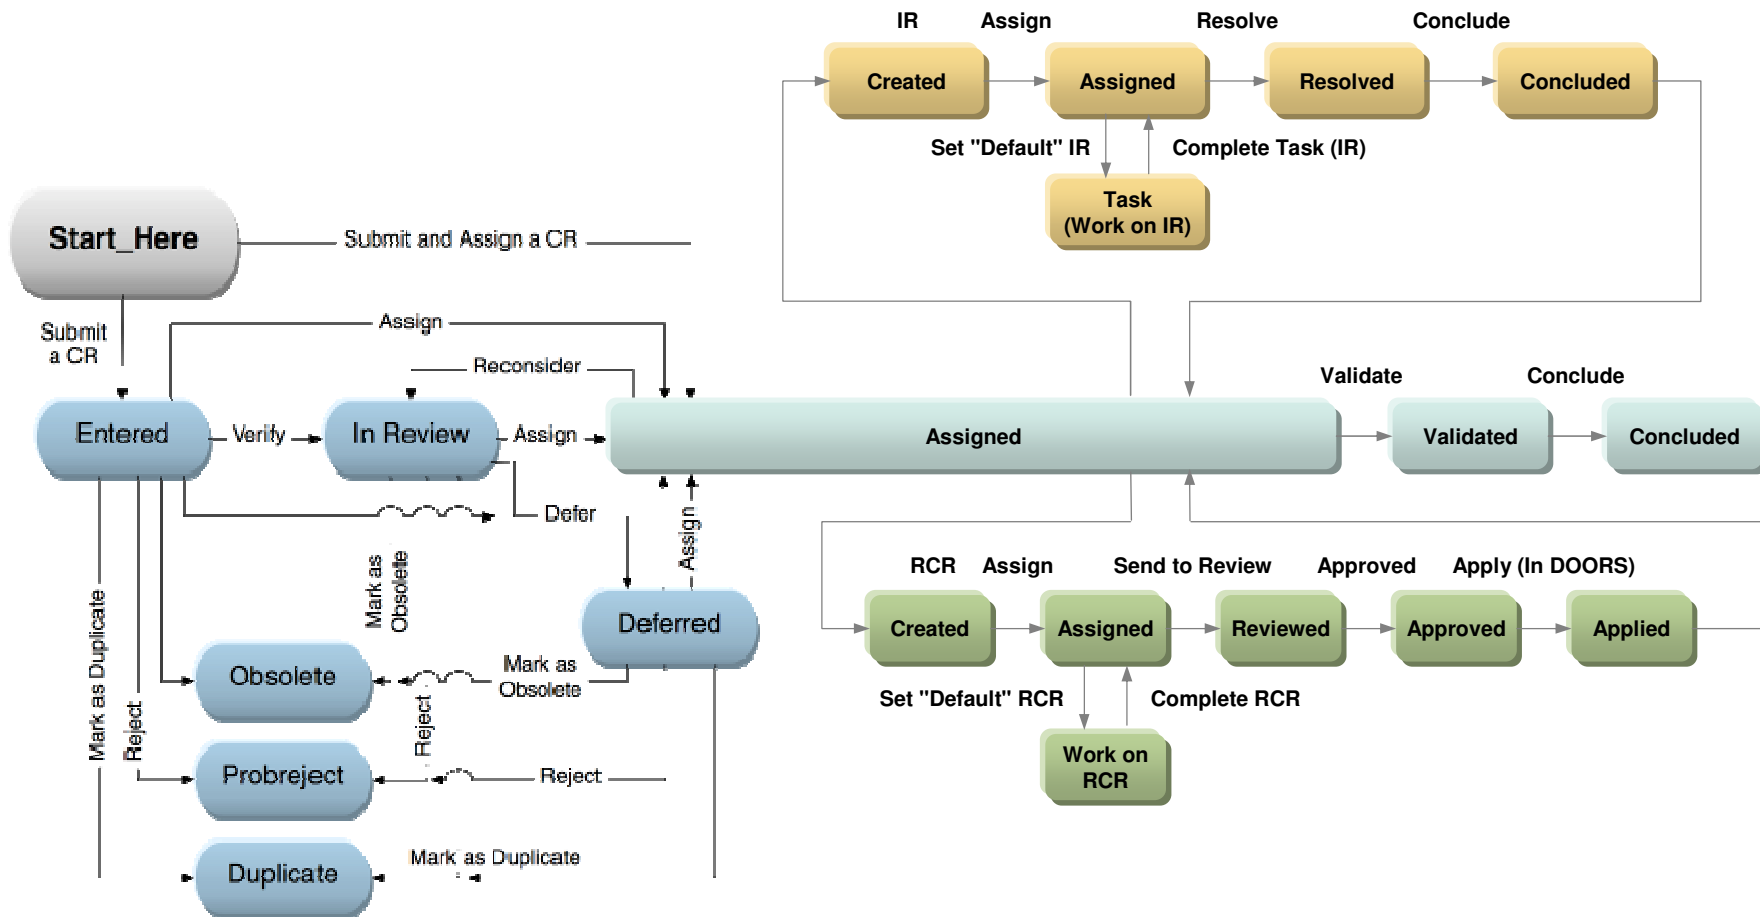 IR Assign Resolve Conclude
Created Assigned Resolved Concluded
Set "Default" IR Complete Task (IR)
Task
(Work on IR)
Start_Here
Submit and Assign a CR
Submit
a CR
Assign
Reconsider
Validate Conclude
Entered Verify In Review Assign Assigned Validated Concluded
Defer
Assign
Mark as
Obsolete
RCR Assign Send to Review Approved Apply (In DOORS)
Deferred Created Assigned Reviewed Approved Applied
Mark as Duplicate
Reject
Obsolete
Mark as
Obsolete
Reject
Set "Default" RCR Complete RCR
Work on
RCR
Probreject Reject
Mark as Duplicate
Duplicate